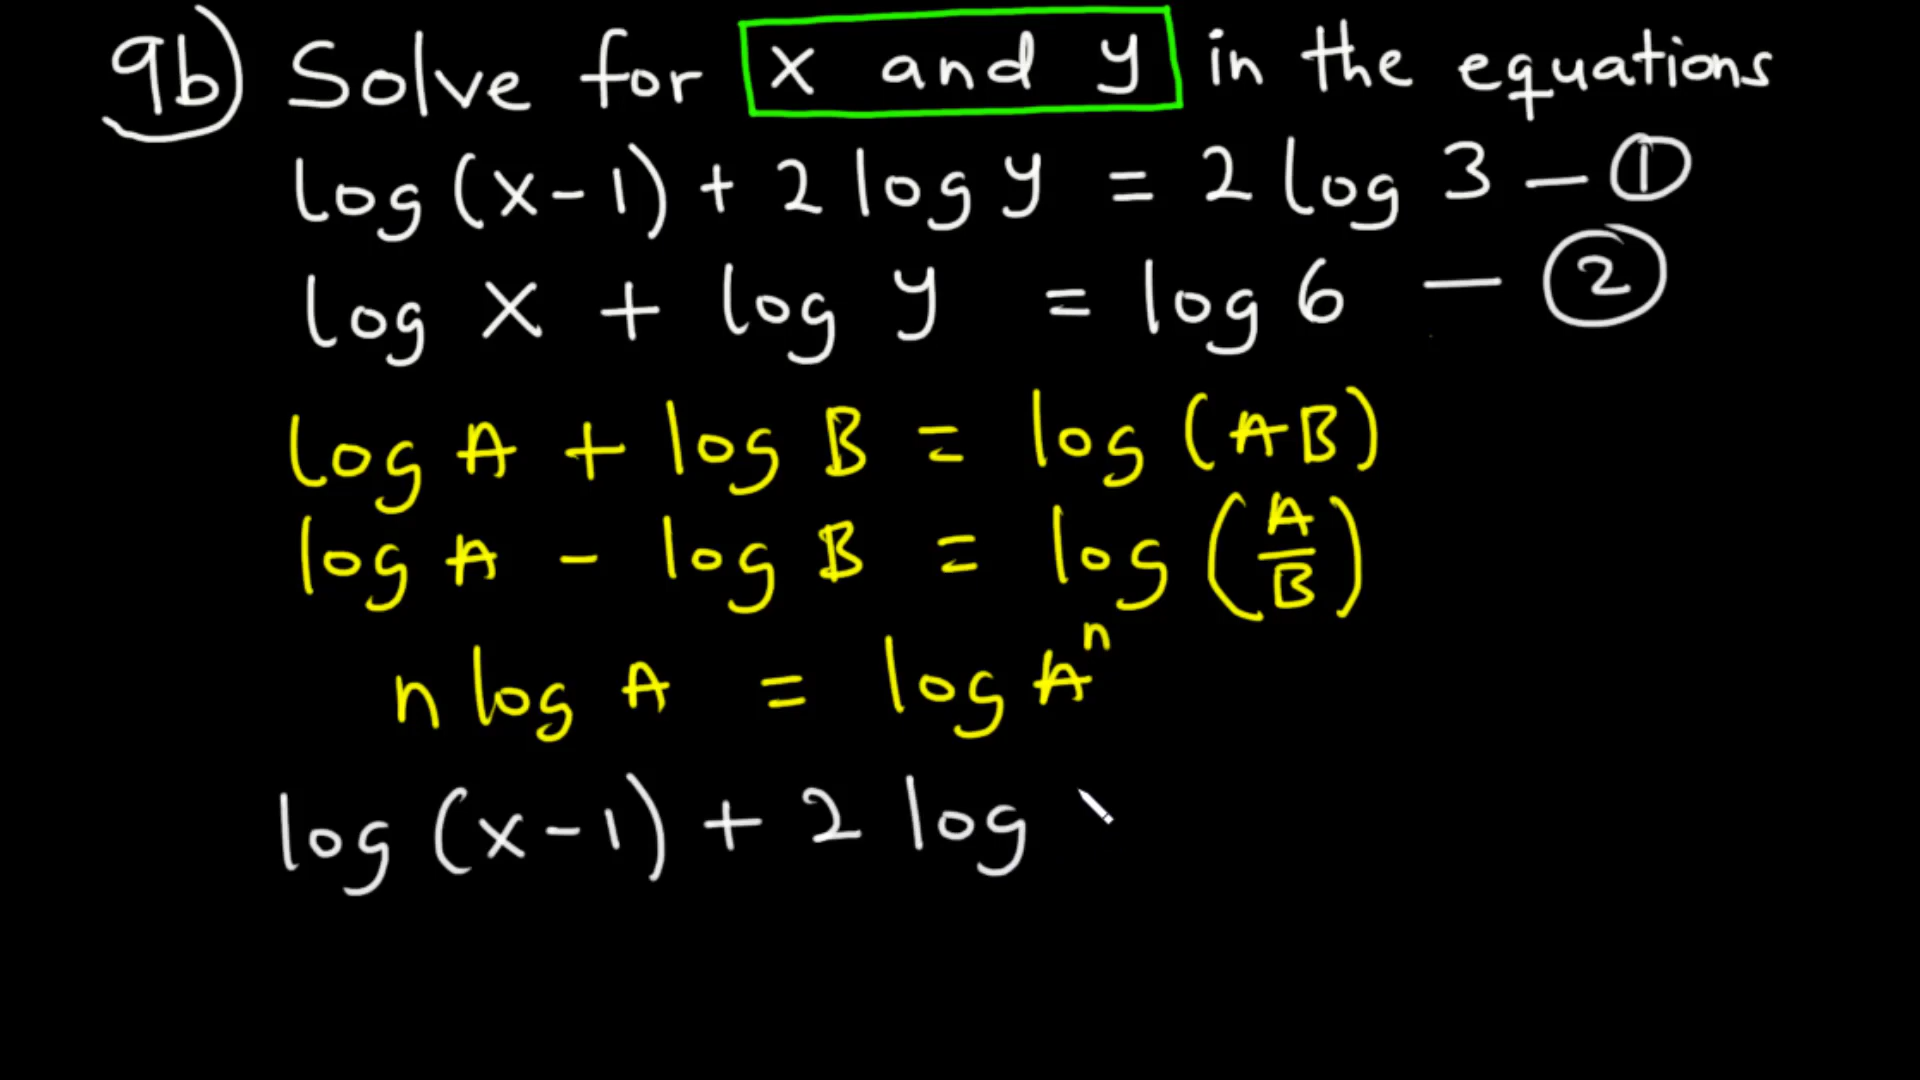 9b) Solve for x and y in the equations
log (x-1) + 2 log y = 2 log 3 — ①
log x + log y = log 6 — ②
log A + log B = log (AB)
log A - log B = log (A/B)
n log A = log Aⁿ
log (x-1) + 2 log